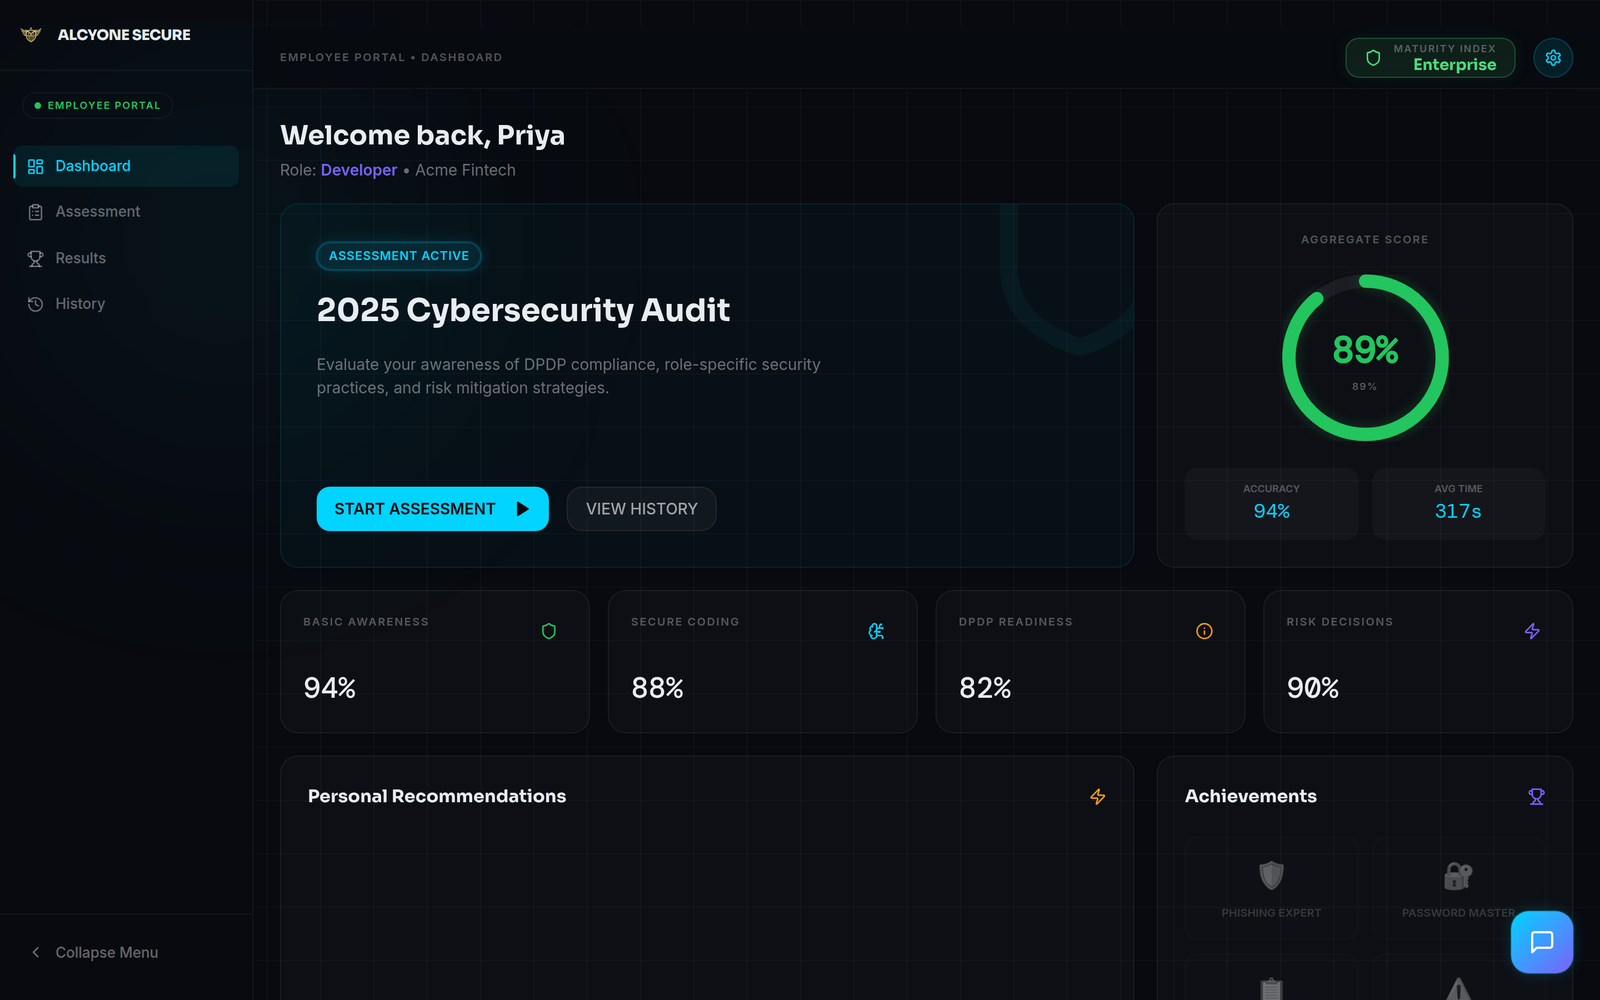 ALCYONE SECURE
EMPLOYEE PORTAL
Dashboard
Assessment
Results
History
Collapse Menu
EMPLOYEE PORTAL • DASHBOARD
MATURITY INDEX
Enterprise
Welcome back, Priya
Role: Developer • Acme Fintech
ASSESSMENT ACTIVE
2025 Cybersecurity Audit
Evaluate your awareness of DPDP compliance, role-specific security
practices, and risk mitigation strategies.
START ASSESSMENT
VIEW HISTORY
AGGREGATE SCORE
89%
89%
ACCURACY
94%
AVG TIME
317s
BASIC AWARENESS
94%
SECURE CODING
88%
DPDP READINESS
82%
RISK DECISIONS
90%
Personal Recommendations
Achievements
PHISHING EXPERT
PASSWORD MASTER